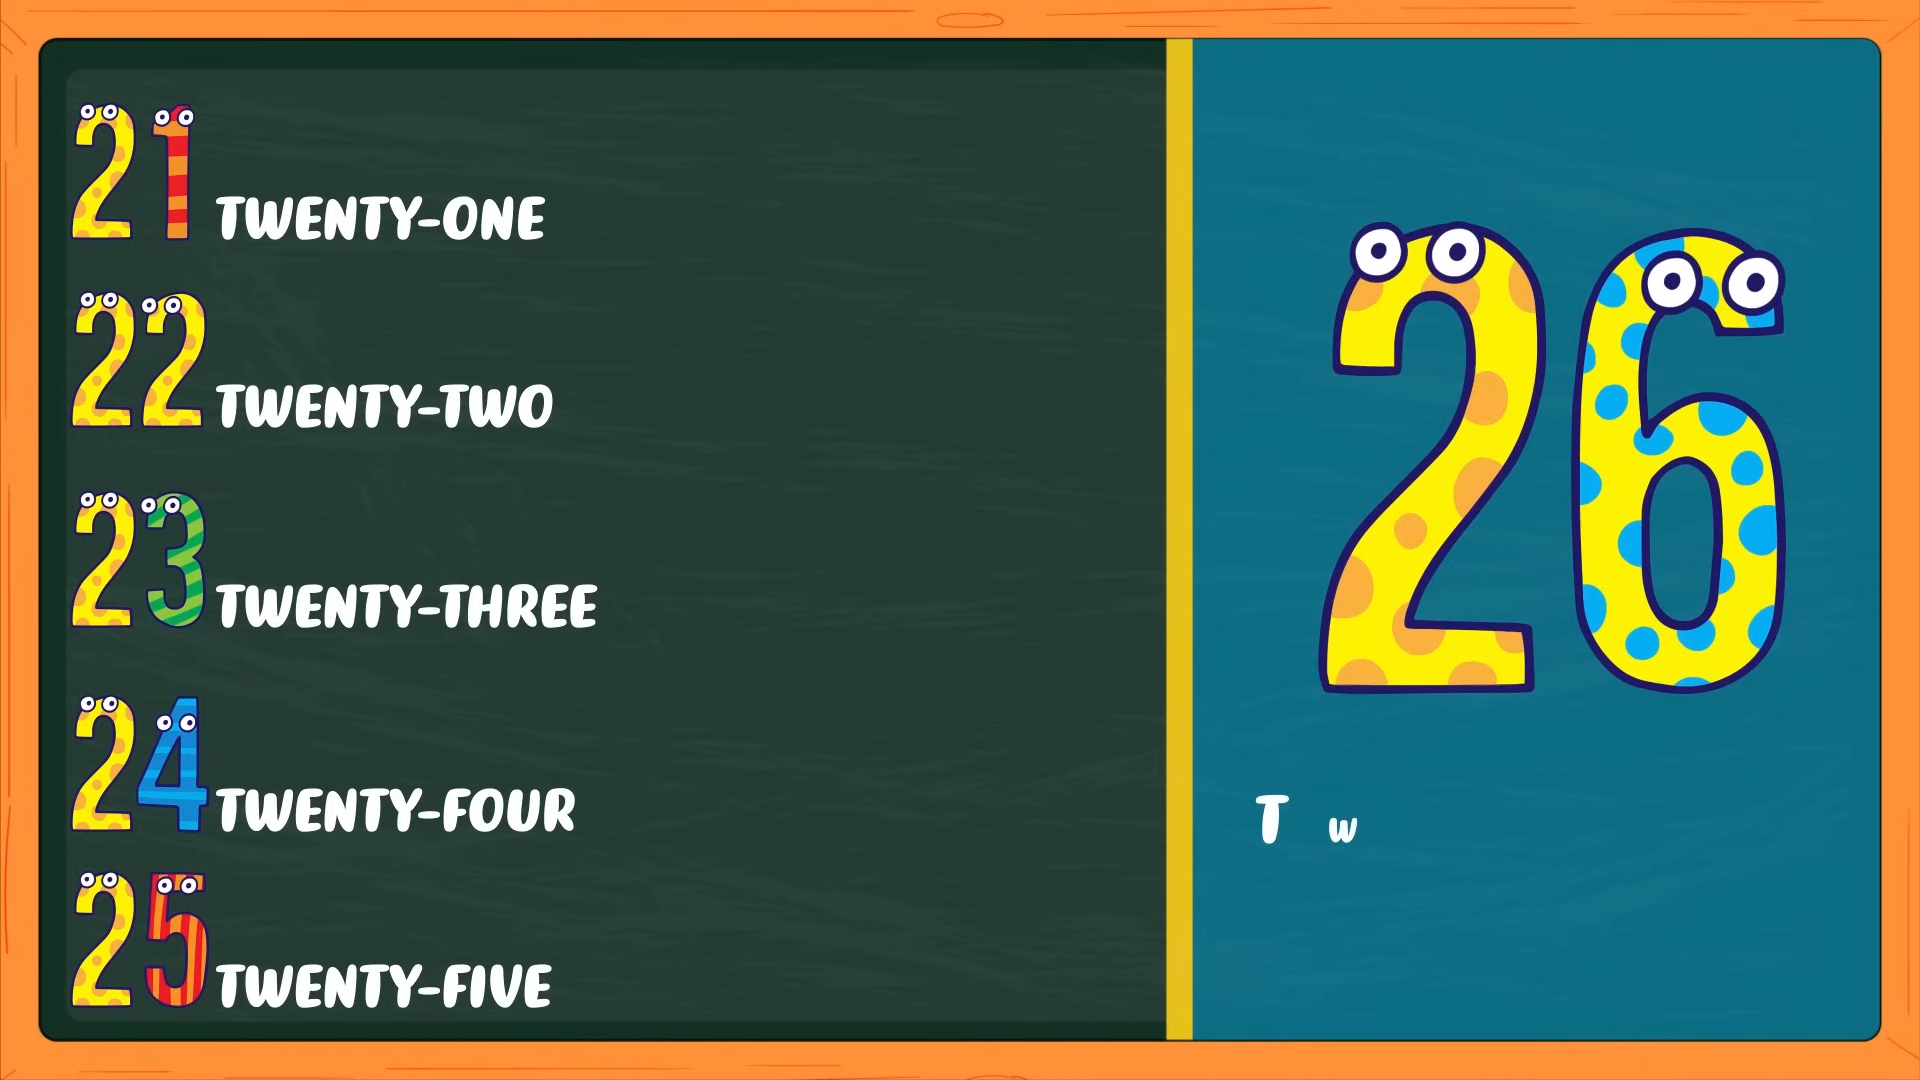 21 TWENTY-ONE
22 TWENTY-TWO
23 TWENTY-THREE
24 TWENTY-FOUR
25 TWENTY-FIVE
26
T w